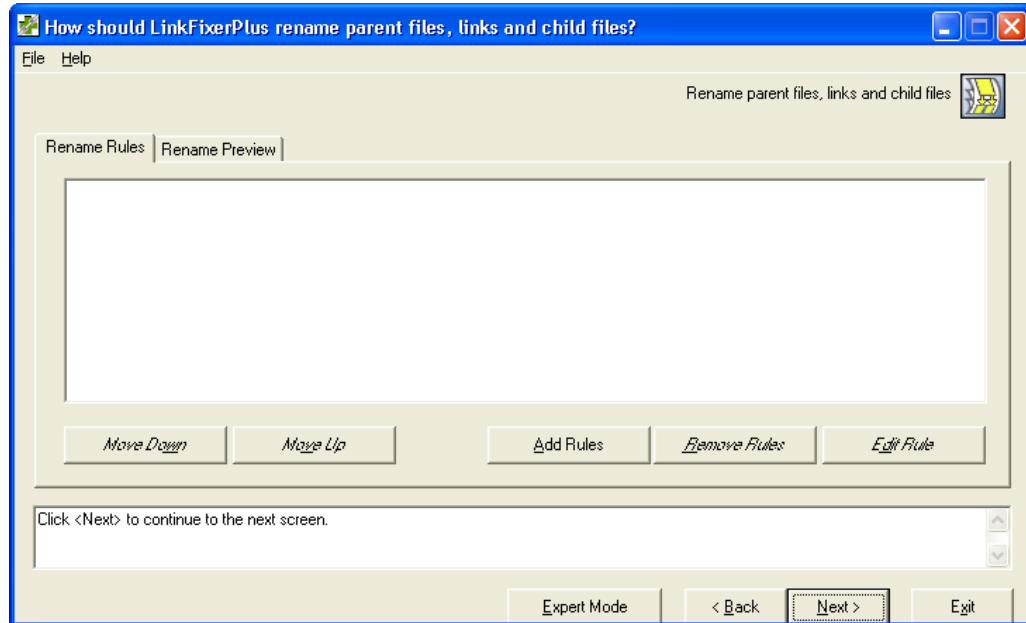 How should LinkFixerPlus rename parent files, links and child files?
File Help
Rename parent files, links and child files
Rename Rules Rename Preview
Move Down Move Up Add Rules Remove Rules Edit Rule
Click <Next> to continue to the next screen.
Expert Mode < Back Next > Exit